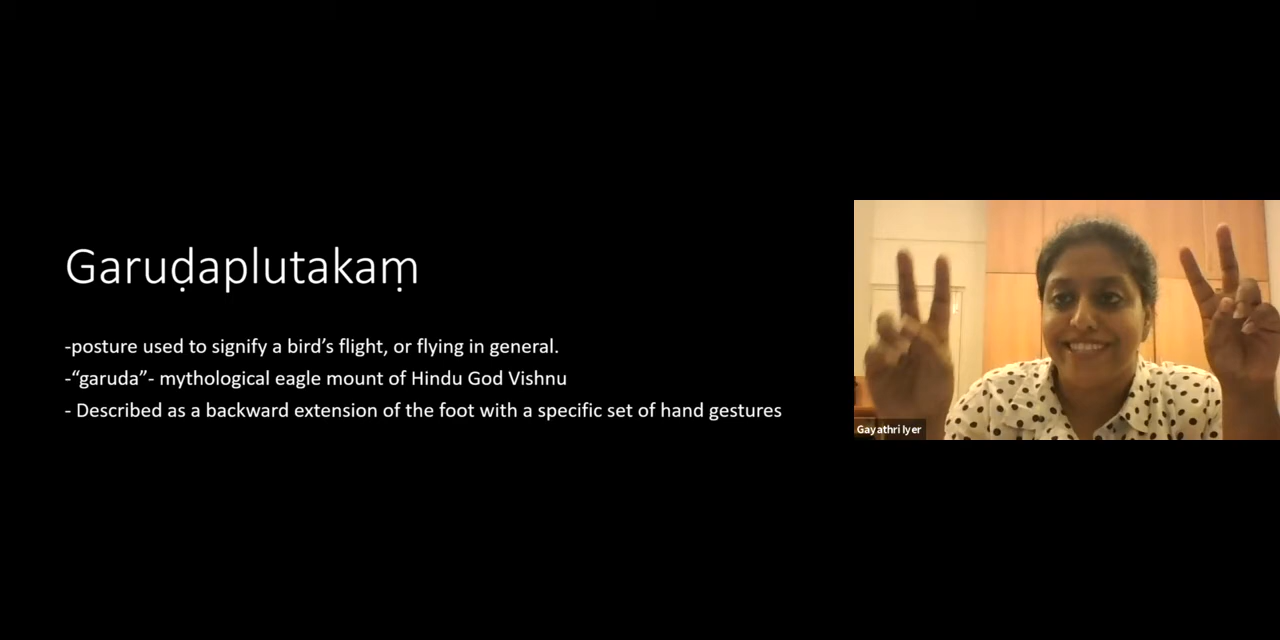 Garuḍaplutakaṃ
-posture used to signify a bird’s flight, or flying in general.
-“garuda”- mythological eagle mount of Hindu God Vishnu
- Described as a backward extension of the foot with a specific set of hand gestures
Gayathri Iyer